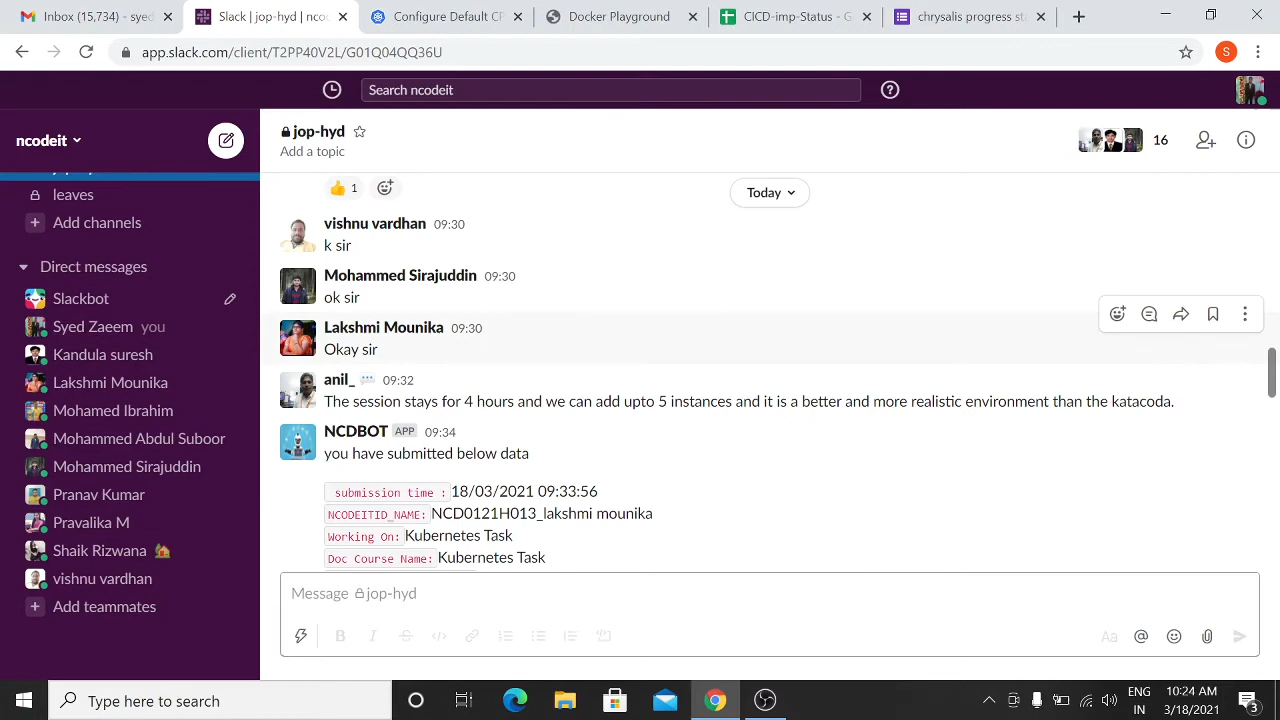 Inbox (15,734) - syed
Slack | jop-hyd | nco
Configure Default CP
Docker Playground
CICD-imp-Status - G
chrysalis progress st
app.slack.com/client/T2PP40V2L/G01Q04QQ36U
S
Search ncodeit
ncodeit
jop-hyd
Add a topic
16
leaves
Add channels
Direct messages
Slackbot
Syed Zaeem you
Kandula suresh
Lakshmi Mounika
Mohamed Ibrahim
Mohammed Abdul Suboor
Mohammed Sirajuddin
Pranav Kumar
Pravalika M
Shaik Rizwana
vishnu vardhan
Add teammates
1
Today
vishnu vardhan 09:30
k sir
Mohammed Sirajuddin 09:30
ok sir
Lakshmi Mounika 09:30
Okay sir
anil_ 09:32
The session stays for 4 hours and we can add upto 5 instances and it is a better and more realistic environment than the katacoda.
NCDBOT APP 09:34
you have submitted below data
submission time : 18/03/2021 09:33:56
NCODEITID_NAME: NCD0121H013_lakshmi mounika
Working On: Kubernetes Task
Doc Course Name: Kubernetes Task
Message jop-hyd
B I S Aa @
Type here to search
ENG
IN
10:24 AM
3/18/2021
3